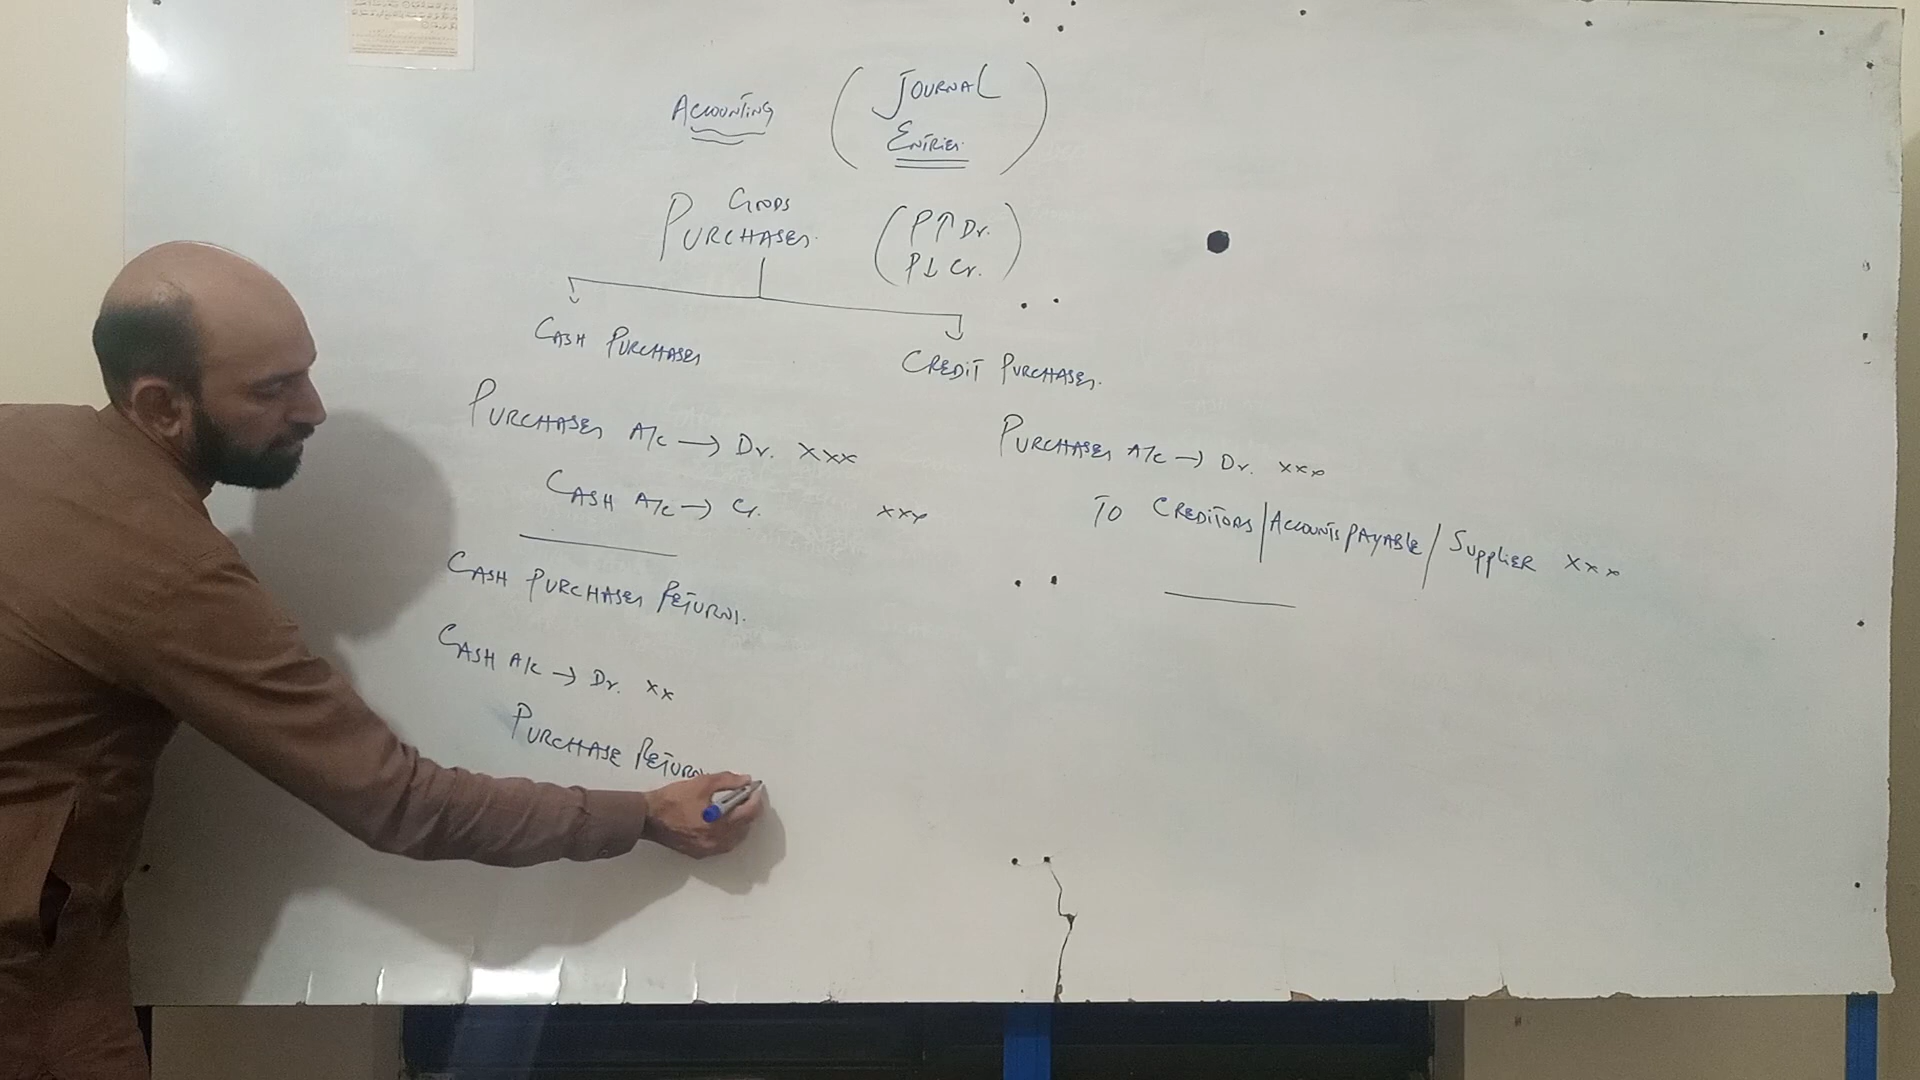 ACCOUNTING (JOURNAL
ENTRIES)
GOODS
PURCHASES. (P↑ Dr.
P↓ Cr.)
CASH PURCHASES
CREDIT PURCHASES.
PURCHASES A/c → Dr. xxx
CASH A/c → Cr. xxx
PURCHASES A/c → Dr. xxx
TO CREDITORS/ACCOUNTS PAYABLE/SUPPLIER xxx
CASH PURCHASES RETURNS.
CASH A/c → Dr. xx
PURCHASE RETURN